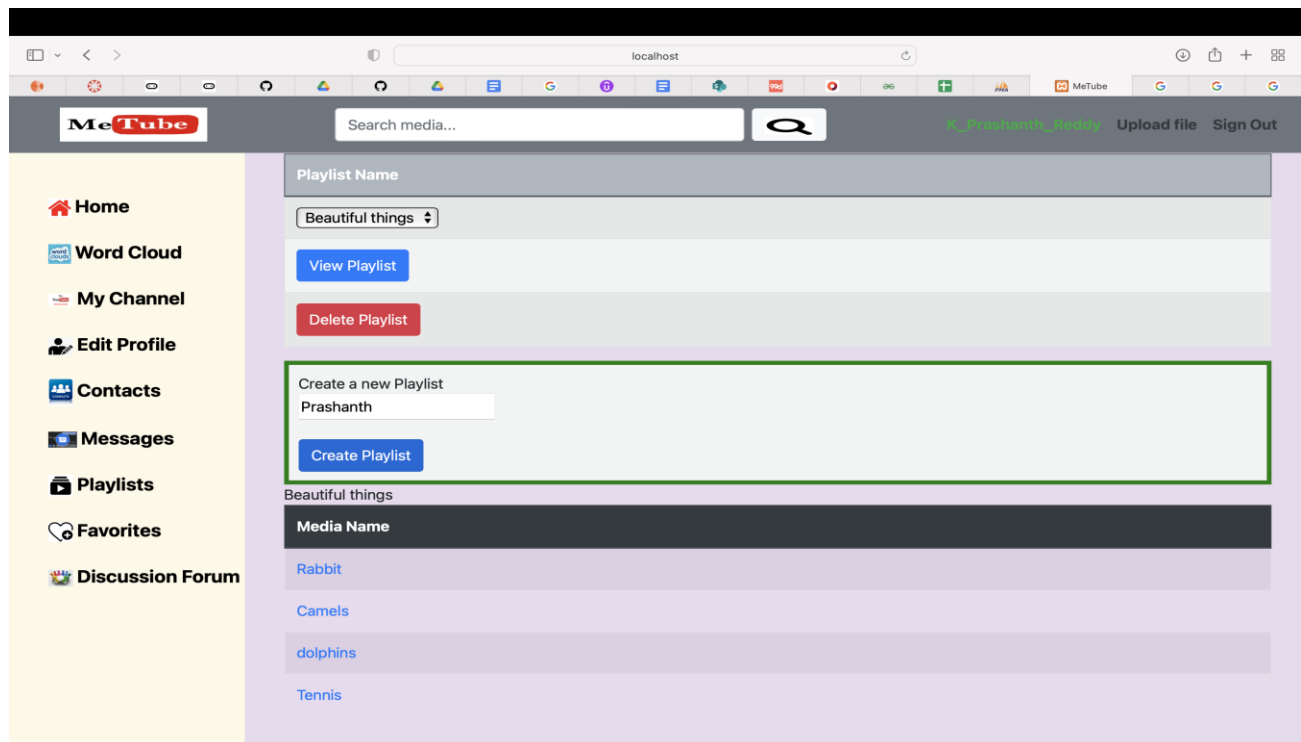 localhost
MeTube
MeTube
Search media...
K_Prashanth_Reddy Upload file Sign Out
Home
Word Cloud
My Channel
Edit Profile
Contacts
Messages
Playlists
Favorites
Discussion Forum
Playlist Name
Beautiful things
View Playlist
Delete Playlist
Create a new Playlist
Prashanth
Create Playlist
Beautiful things
Media Name
Rabbit
Camels
dolphins
Tennis